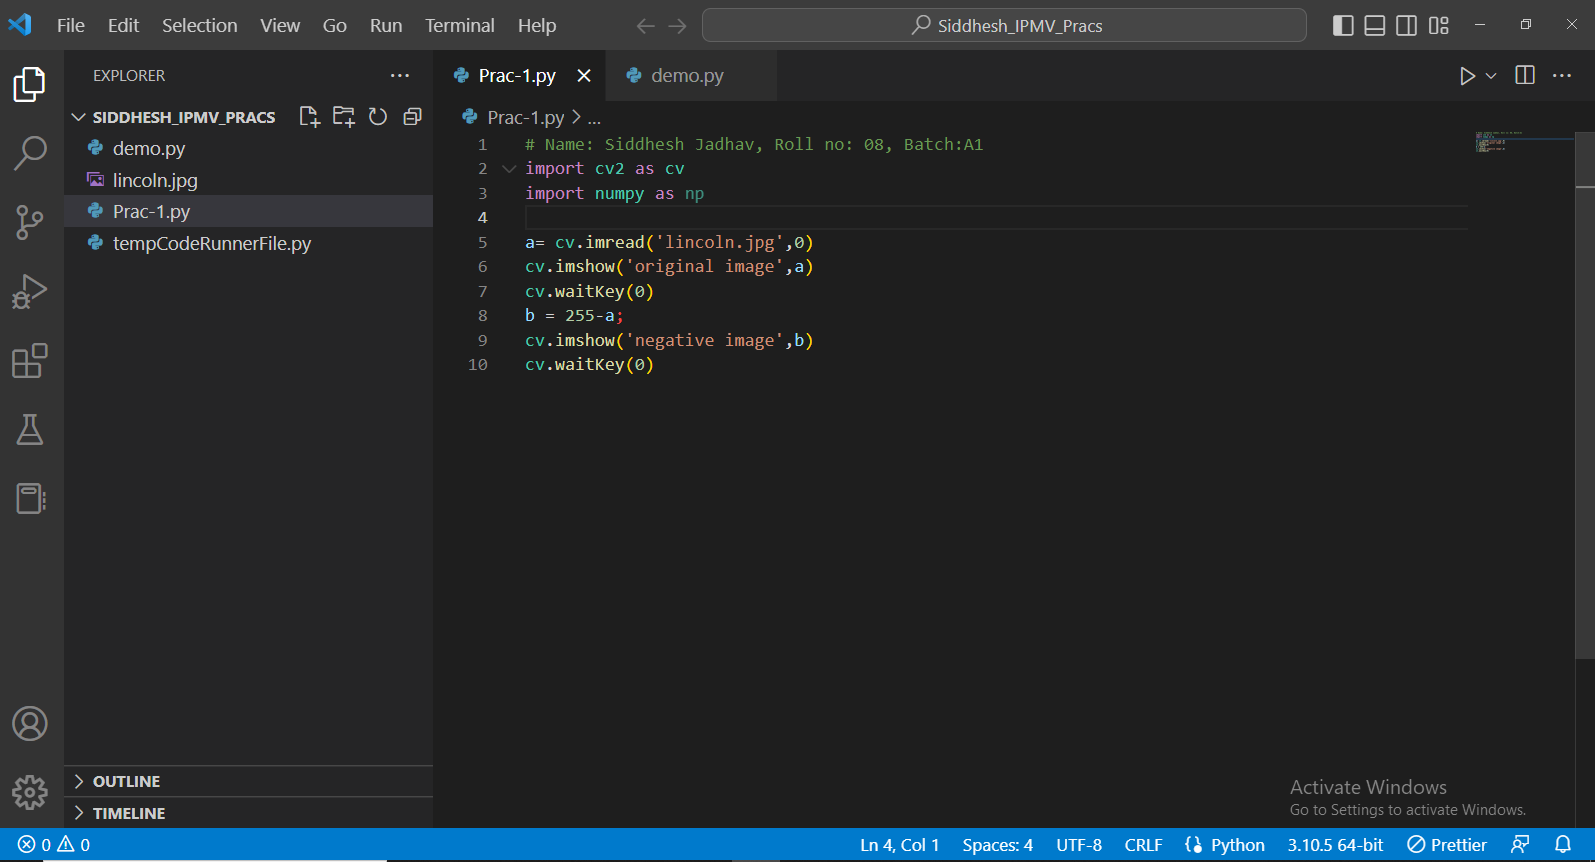 File Edit Selection View Go Run Terminal Help
Siddhesh_IPMV_Pracs
EXPLORER
SIDDHESH_IPMV_PRACS
demo.py
lincoln.jpg
Prac-1.py
tempCodeRunnerFile.py
OUTLINE
TIMELINE
Prac-1.py demo.py
Prac-1.py > ...
1 # Name: Siddhesh Jadhav, Roll no: 08, Batch:A1
2 import cv2 as cv
3 import numpy as np
4
5 a= cv.imread('lincoln.jpg',0)
6 cv.imshow('original image',a)
7 cv.waitKey(0)
8 b = 255-a;
9 cv.imshow('negative image',b)
10 cv.waitKey(0)
Activate Windows
Go to Settings to activate Windows.
0 0 Ln 4, Col 1 Spaces: 4 UTF-8 CRLF Python 3.10.5 64-bit Prettier